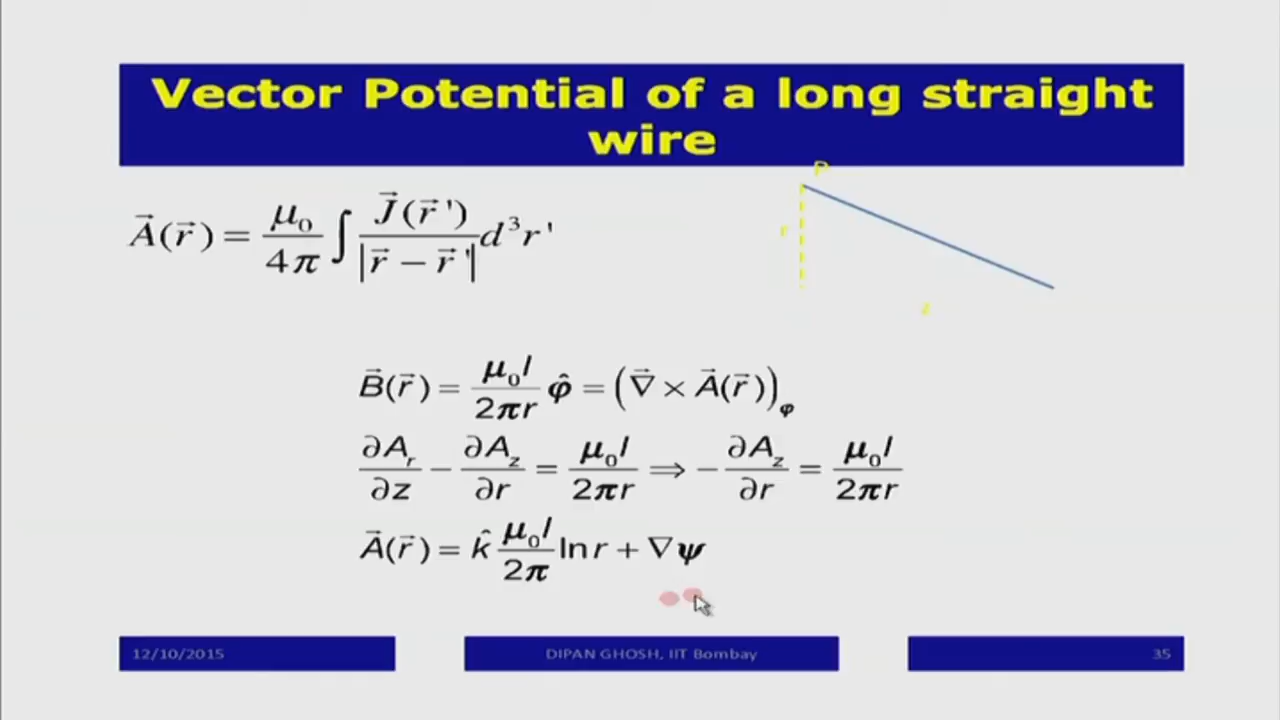 Vector Potential of a long straight
wire
P
r
z
\vec{A}(\vec{r}) = \frac{\mu_0}{4\pi} \int \frac{\vec{J}(\vec{r}')}{|\vec{r} - \vec{r}'|} d^3r'
\vec{B}(\vec{r}) = \frac{\mu_0 I}{2\pi r} \hat{\varphi} = \left(\vec{\nabla} \times \vec{A}(\vec{r})\right)_\varphi
\frac{\partial A_r}{\partial z} - \frac{\partial A_z}{\partial r} = \frac{\mu_0 I}{2\pi r} \Rightarrow -\frac{\partial A_z}{\partial r} = \frac{\mu_0 I}{2\pi r}
\vec{A}(\vec{r}) = \hat{k} \frac{\mu_0 I}{2\pi} \ln r + \nabla\psi
12/10/2015
DIPAN GHOSH, IIT Bombay
35